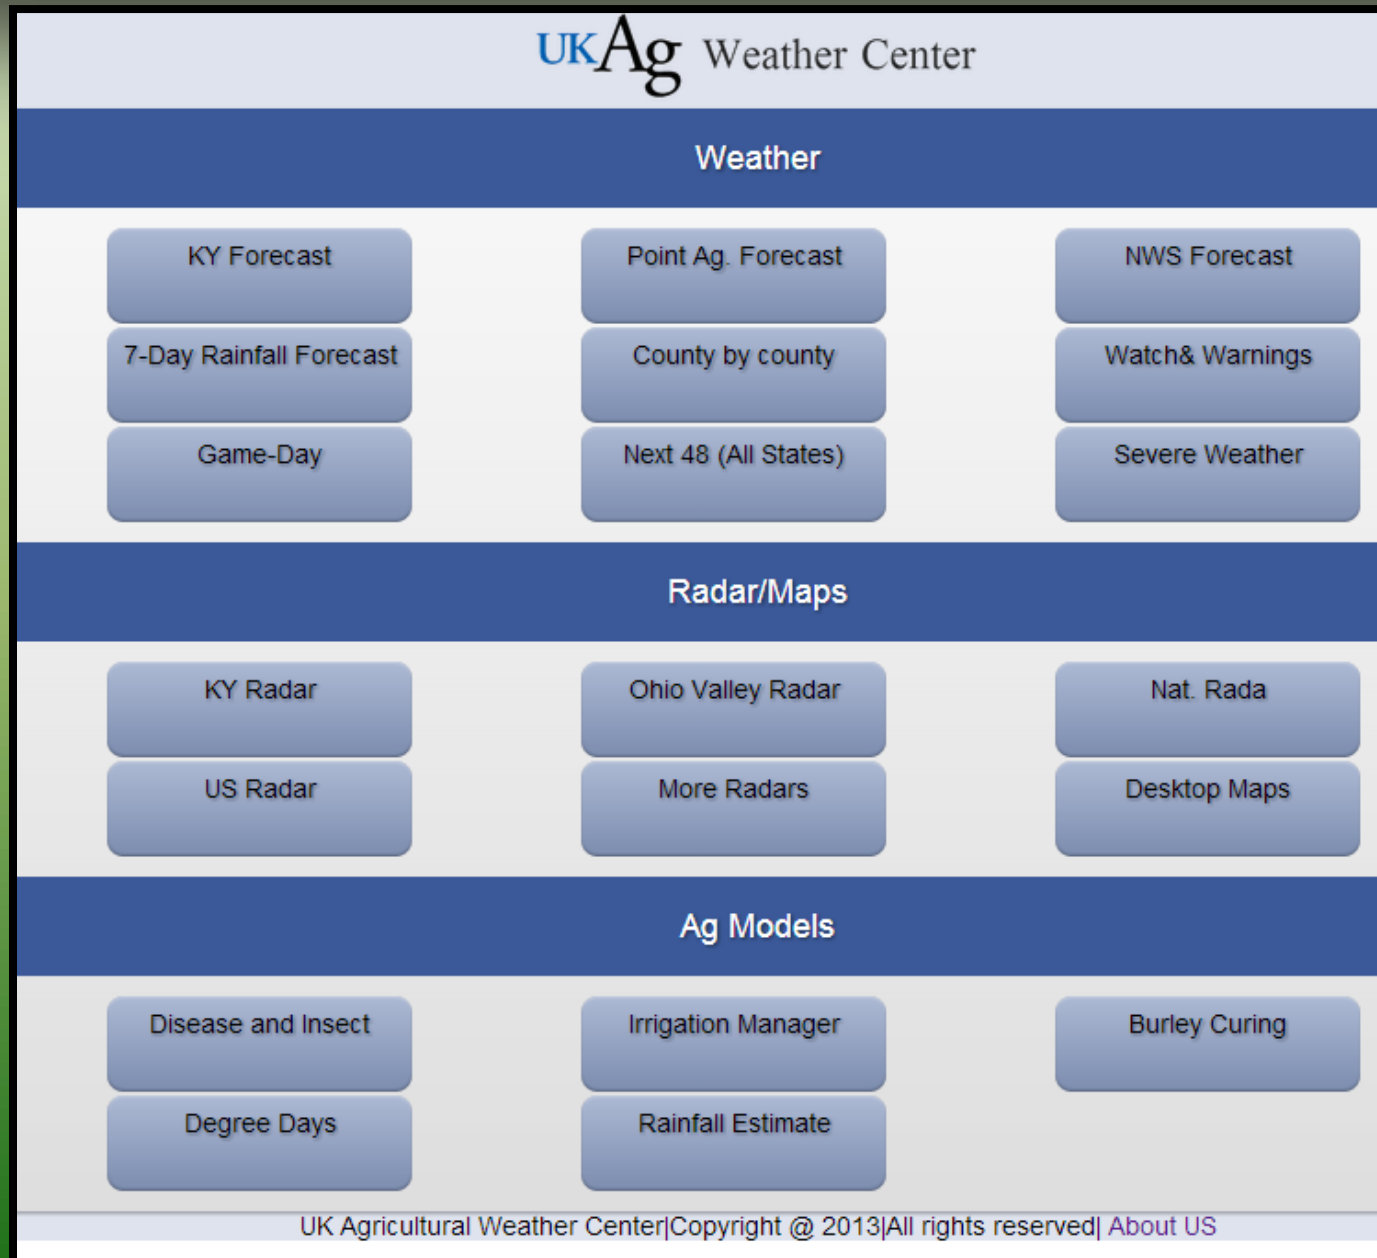 UKAg Weather Center
Weather
KY Forecast
Point Ag. Forecast
NWS Forecast
7-Day Rainfall Forecast
County by county
Watch& Warnings
Game-Day
Next 48 (All States)
Severe Weather
Radar/Maps
KY Radar
Ohio Valley Radar
Nat. Rada
US Radar
More Radars
Desktop Maps
Ag Models
Disease and Insect
Irrigation Manager
Burley Curing
Degree Days
Rainfall Estimate
UK Agricultural Weather Center|Copyright @ 2013|All rights reserved| About US